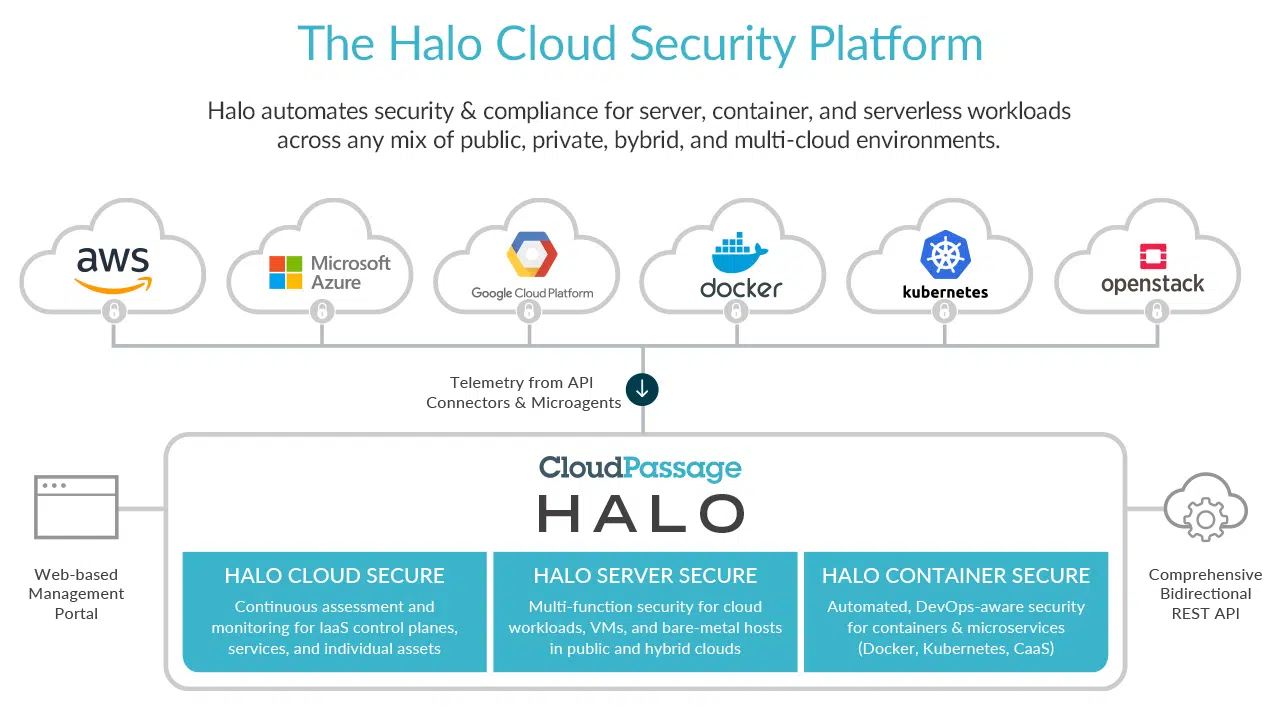 The Halo Cloud Security Platform
Halo automates security & compliance for server, container, and serverless workloads
across any mix of public, private, bybrid, and multi-cloud environments.
aws
Microsoft
Azure
Google Cloud Platform
docker
kubernetes
openstack
Telemetry from API
Connectors & Microagents
CloudPassage
HALO
Web-based
Management
Portal
HALO CLOUD SECURE
Continuous assessment and
monitoring for IaaS control planes,
services, and individual assets
HALO SERVER SECURE
Multi-function security for cloud
workloads, VMs, and bare-metal hosts
in public and hybrid clouds
HALO CONTAINER SECURE
Automated, DevOps-aware security
for containers & microservices
(Docker, Kubernetes, CaaS)
Comprehensive
Bidirectional
REST API